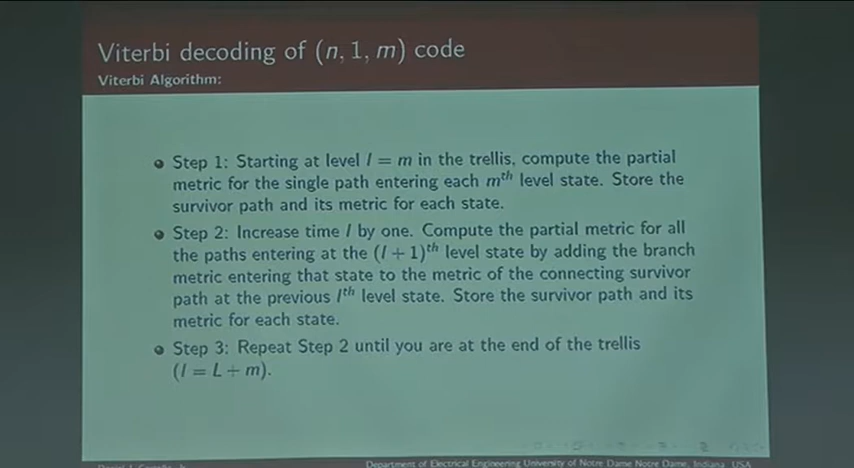 Viterbi decoding of (n, 1, m) code
Viterbi Algorithm:
Step 1: Starting at level l = m in the trellis, compute the partial
metric for the single path entering each mth level state. Store the
survivor path and its metric for each state.
Step 2: Increase time l by one. Compute the partial metric for all
the paths entering at the (l + 1)th level state by adding the branch
metric entering that state to the metric of the connecting survivor
path at the previous lth level state. Store the survivor path and its
metric for each state.
Step 3: Repeat Step 2 until you are at the end of the trellis
(l = L + m).
Department of Electrical Engineering University of Notre Dame Notre Dame, Indiana, USA